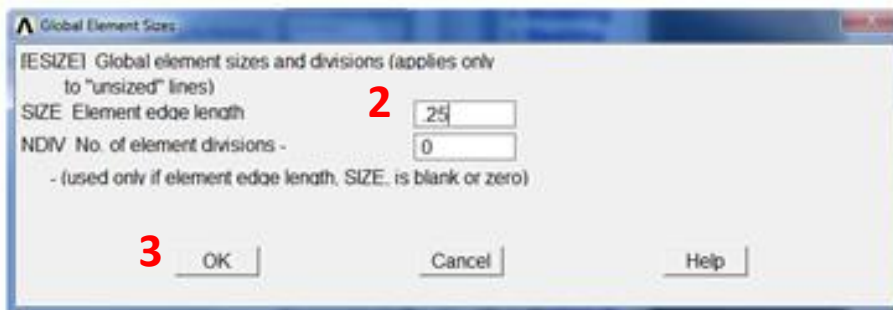 Global Element Sizes
[ESIZE] Global element sizes and divisions (applies only
to "unsized" lines)
SIZE Element edge length 2 .25
NDIV No. of element divisions - 0
- (used only if element edge length, SIZE, is blank or zero)
3 OK Cancel Help